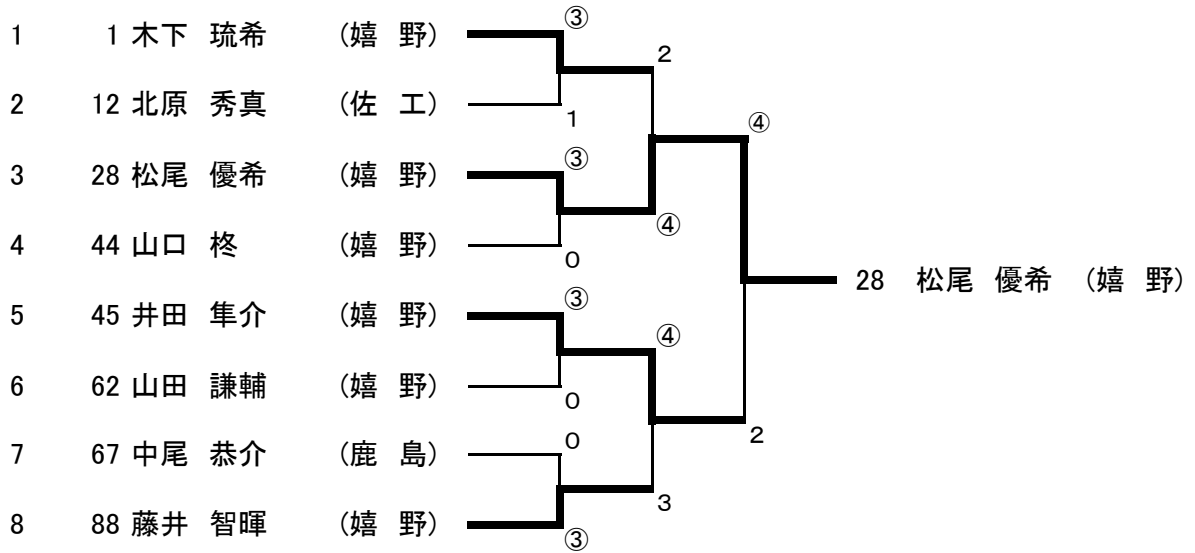 ③
1 1 木下 琉希 (嬉 野)
2
2 12 北原 秀真 (佐 工)
1
④
③
3 28 松尾 優希 (嬉 野)
④
4 44 山口 柊 (嬉 野)
0
28 松尾 優希 (嬉 野)
③
5 45 井田 隼介 (嬉 野)
④
6 62 山田 謙輔 (嬉 野)
0
2
0
7 67 中尾 恭介 (鹿 島)
3
8 88 藤井 智暉 (嬉 野)
③